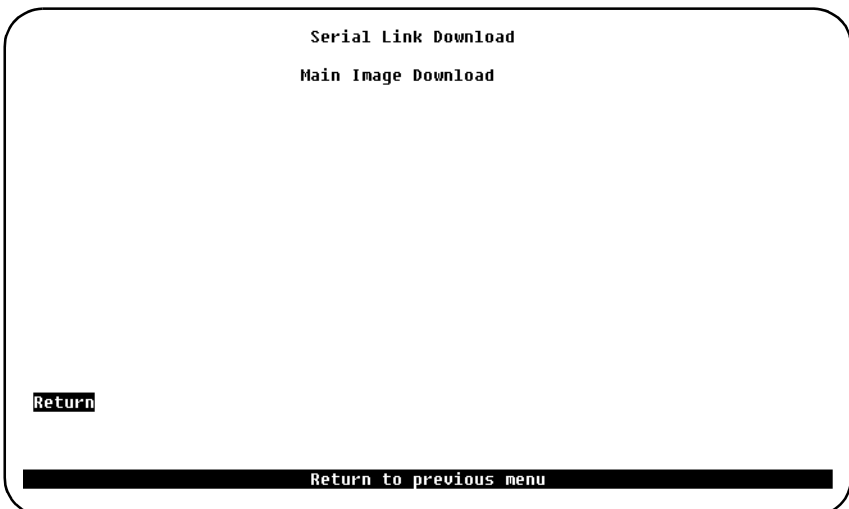 Serial Link Download
Main Image Download
Return
Return to previous menu